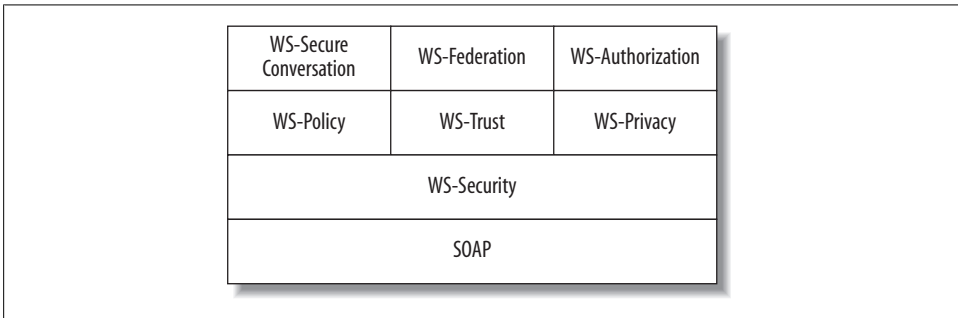 WS-Secure
Conversation
WS-Federation
WS-Authorization
WS-Policy
WS-Trust
WS-Privacy
WS-Security
SOAP